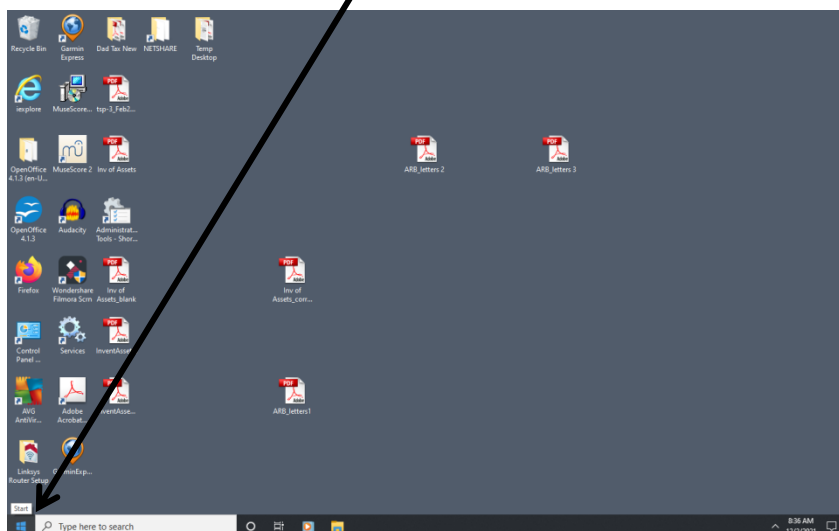 Recycle Bin
Garmin
Express
Dad Tax New
NETSHARE
Temp
Desktop
iexplore
MuseScore...
tsp-3_Feb2...
OpenOffice
4.1.3 (en-U...
MuseScore 2
Inv of Assets
ARB_letters 2
ARB_letters 3
OpenOffice
4.1.3
Audacity
Administrat...
Tools - Shor...
Firefox
Wondershare
Filmora Scrn
Inv of
Assets_blank
Inv of
Assets_corr...
Control
Panel ...
Services
AVG
AntiVir...
Adobe
Acrobat...
ARB_letters1
Linksys
Router Setup
Start
Type here to search
8:36 AM